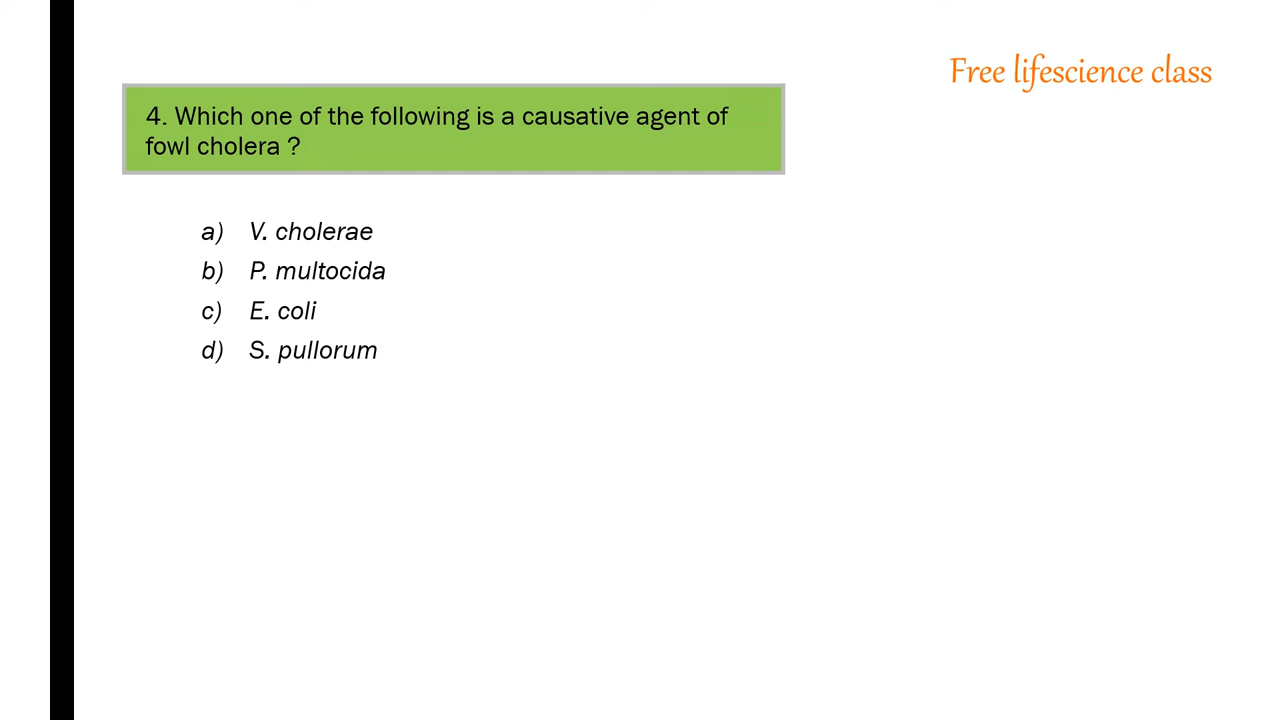 Free lifescience class
4. Which one of the following is a causative agent of
fowl cholera ?
a) V. cholerae
b) P. multocida
c) E. coli
d) S. pullorum